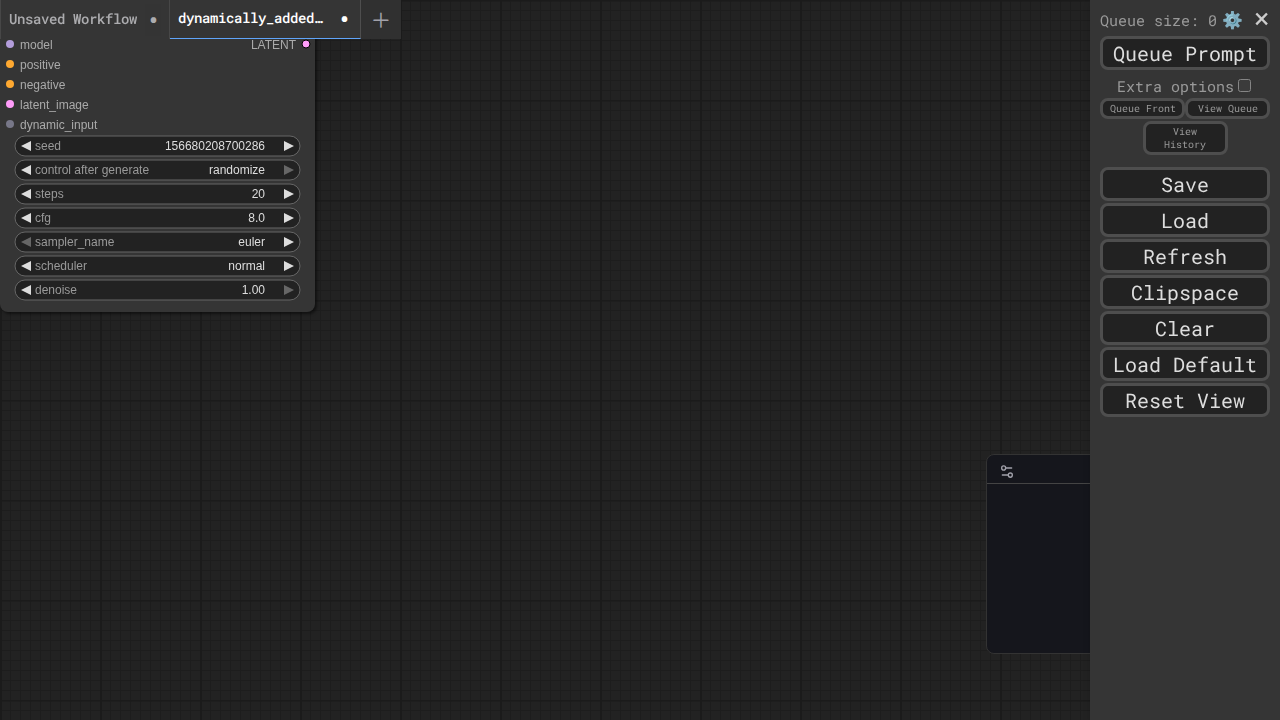 Unsaved Workflow
dynamically_added…
Queue size: 0
model
LATENT
positive
negative
latent_image
dynamic_input
seed 156680208700286
control after generate randomize
steps 20
cfg 8.0
sampler_name euler
scheduler normal
denoise 1.00
Queue Prompt
Extra options
Queue Front
View Queue
View
History
Save
Load
Refresh
Clipspace
Clear
Load Default
Reset View